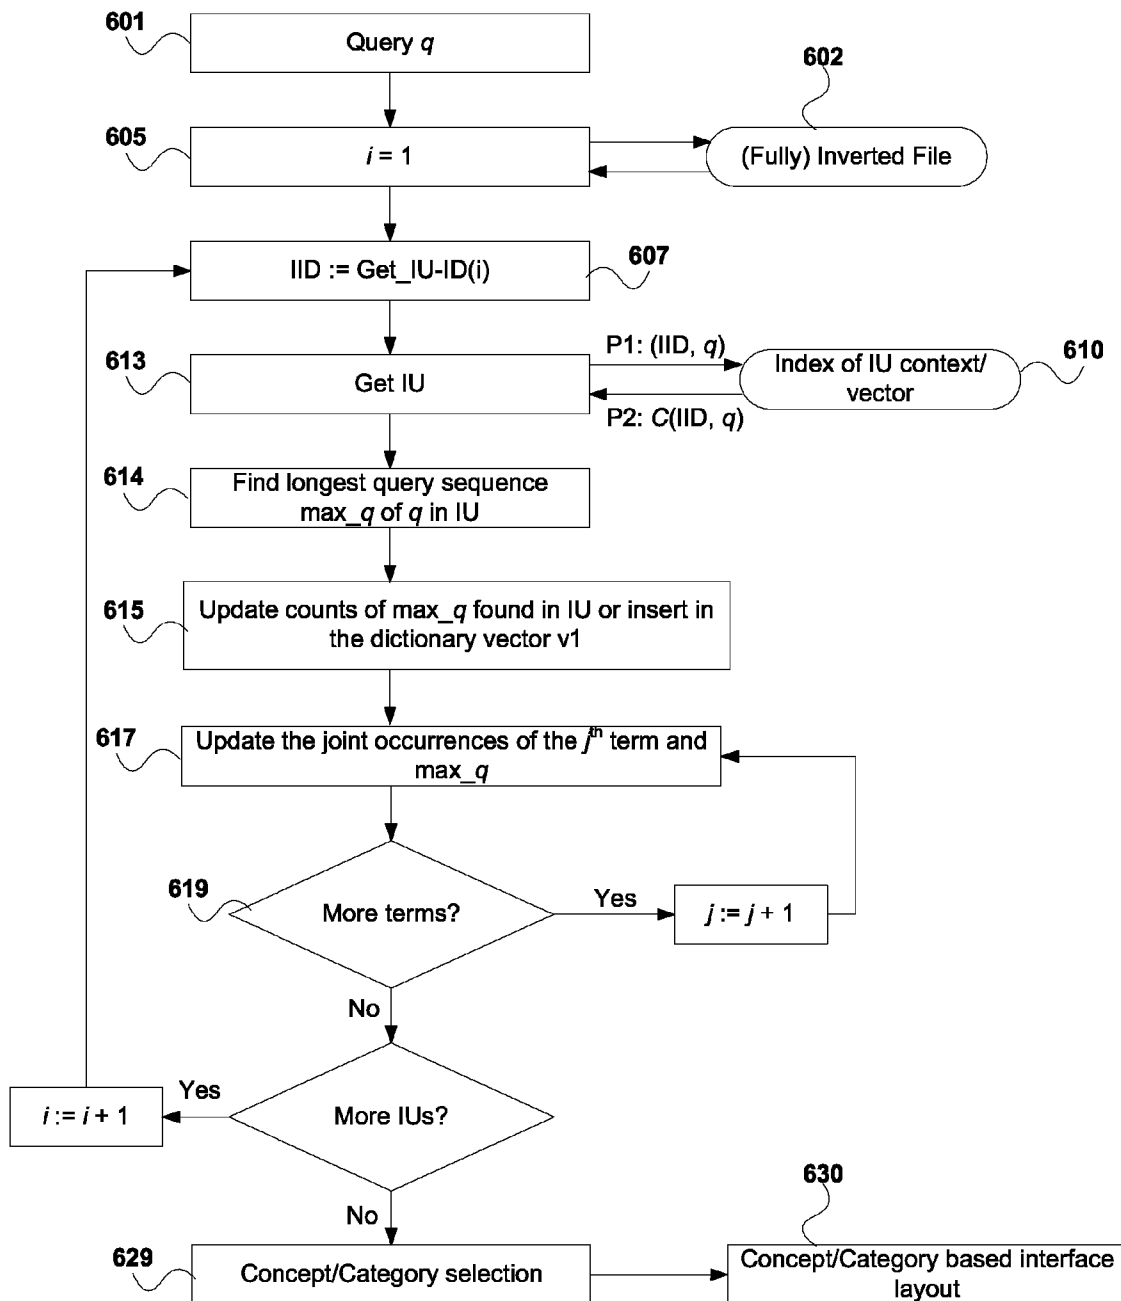 601
Query q
602
605
i = 1
(Fully) Inverted File
IID := Get_IU-ID(i)
607
613
Get IU
P1: (IID, q)
P2: C(IID, q)
Index of IU context/
vector
610
614
Find longest query sequence
max_q of q in IU
615
Update counts of max_q found in IU or insert in
the dictionary vector v1
617
Update the joint occurrences of the jth term and
max_q
619
More terms?
Yes
j := j + 1
No
More IUs?
Yes
i := i + 1
No
629
Concept/Category selection
630
Concept/Category based interface
layout